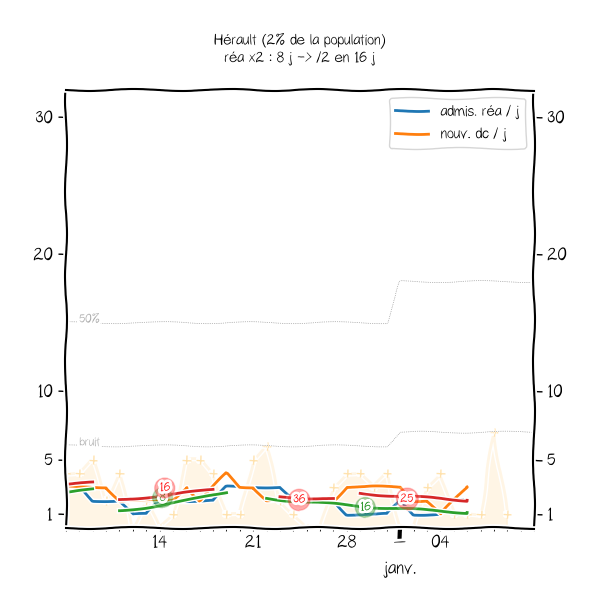 Hérault (2% de la population)
réa x2 : 8 j -> /2 en 16 j
admis. réa / j
nouv. dc / j
30 30
20 20
50%
10 10
bruit
5 5
16
8
36
16
25
1 1
14 21 28 04
janv.